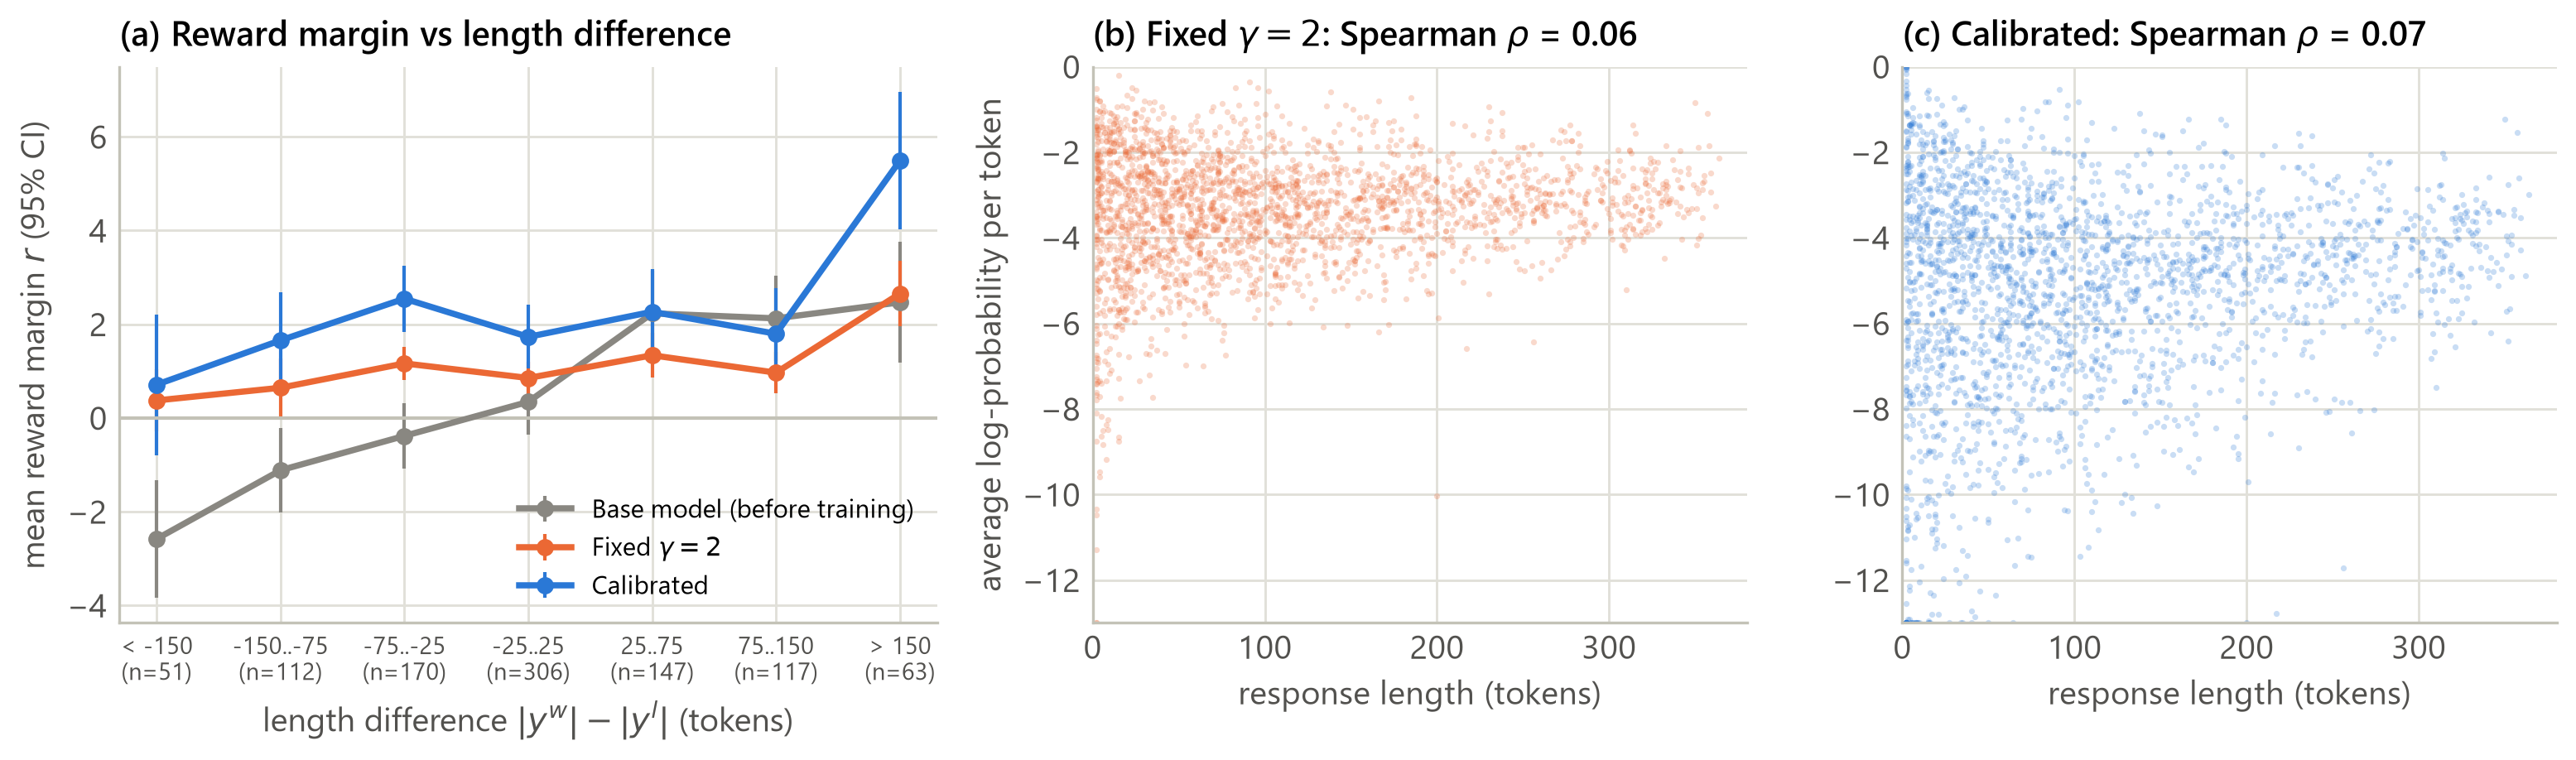 (a) Reward margin vs length difference
mean reward margin r (95% CI)
6
4
2
0
−2
−4
Base model (before training)
Fixed γ = 2
Calibrated
< -150 -150..-75 -75..-25 -25..25 25..75 75..150 > 150
(n=51) (n=112) (n=170) (n=306) (n=147) (n=117) (n=63)
length difference |y^w| − |y^l| (tokens)
(b) Fixed γ = 2: Spearman ρ = 0.06
average log-probability per token
0
−2
−4
−6
−8
−10
−12
0 100 200 300
response length (tokens)
(c) Calibrated: Spearman ρ = 0.07
0
−2
−4
−6
−8
−10
−12
0 100 200 300
response length (tokens)